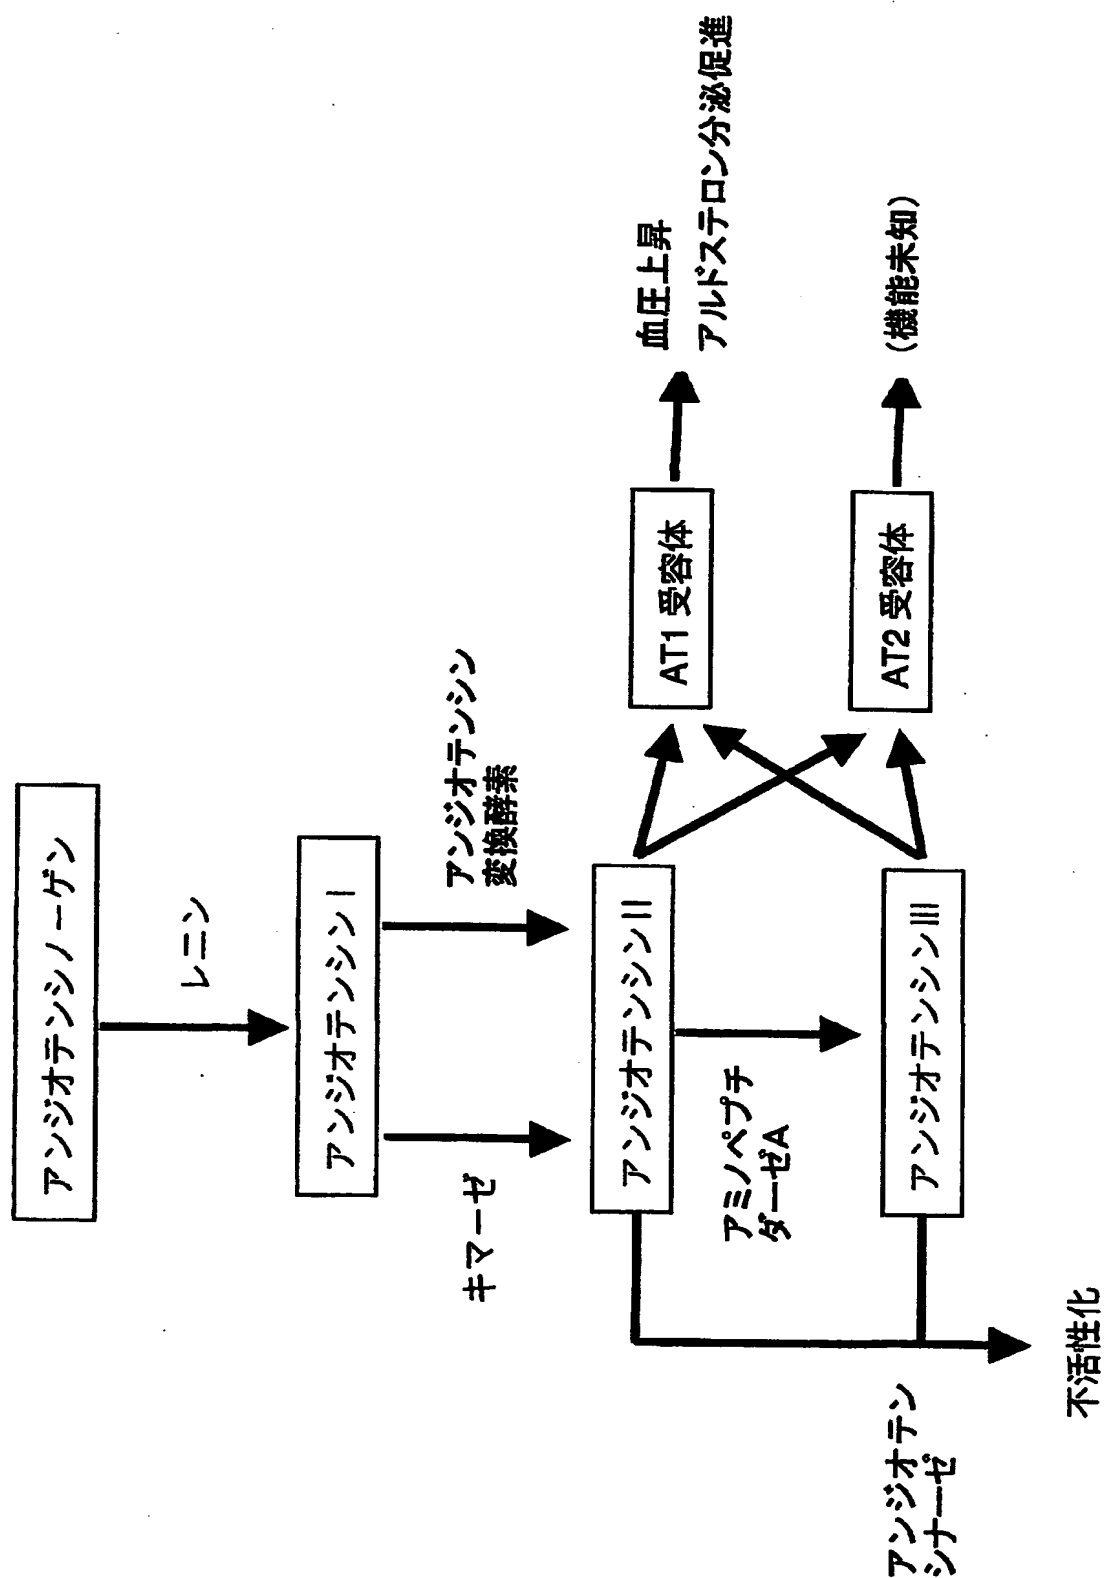 アンジオテンシノーゲン
レニン
アンジオテンシンⅠ
キマーゼ
アンジオテンシン
変換酵素
アンジオテンシンⅡ
アミノペプチ
ダーゼA
アンジオテンシンⅢ
アンジオテン
シナーゼ
不活性化
AT1 受容体
血圧上昇
アルドステロン分泌促進
AT2 受容体
(機能未知)